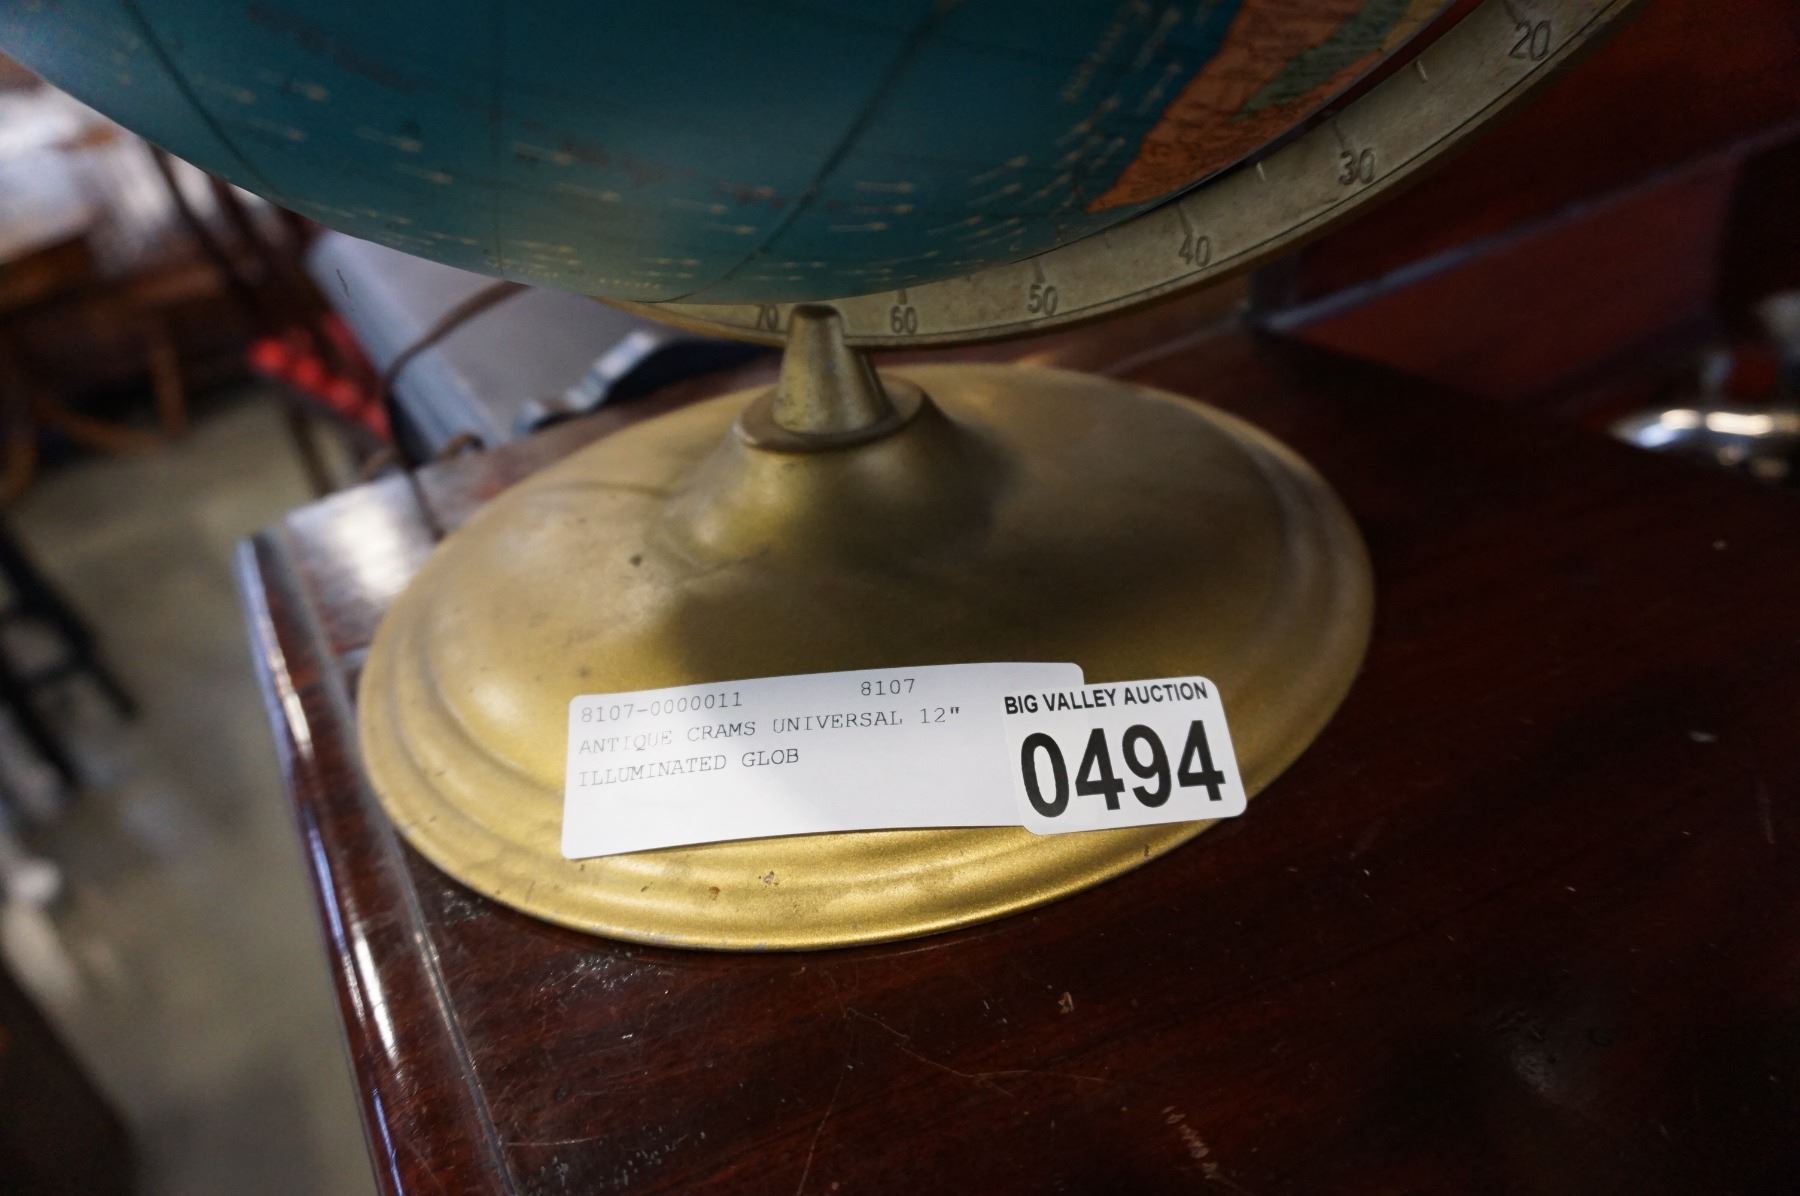 20
30
40
50
60
70
8107-0000011 8107
ANTIQUE CRAMS UNIVERSAL 12"
ILLUMINATED GLOB
BIG VALLEY AUCTION
0494